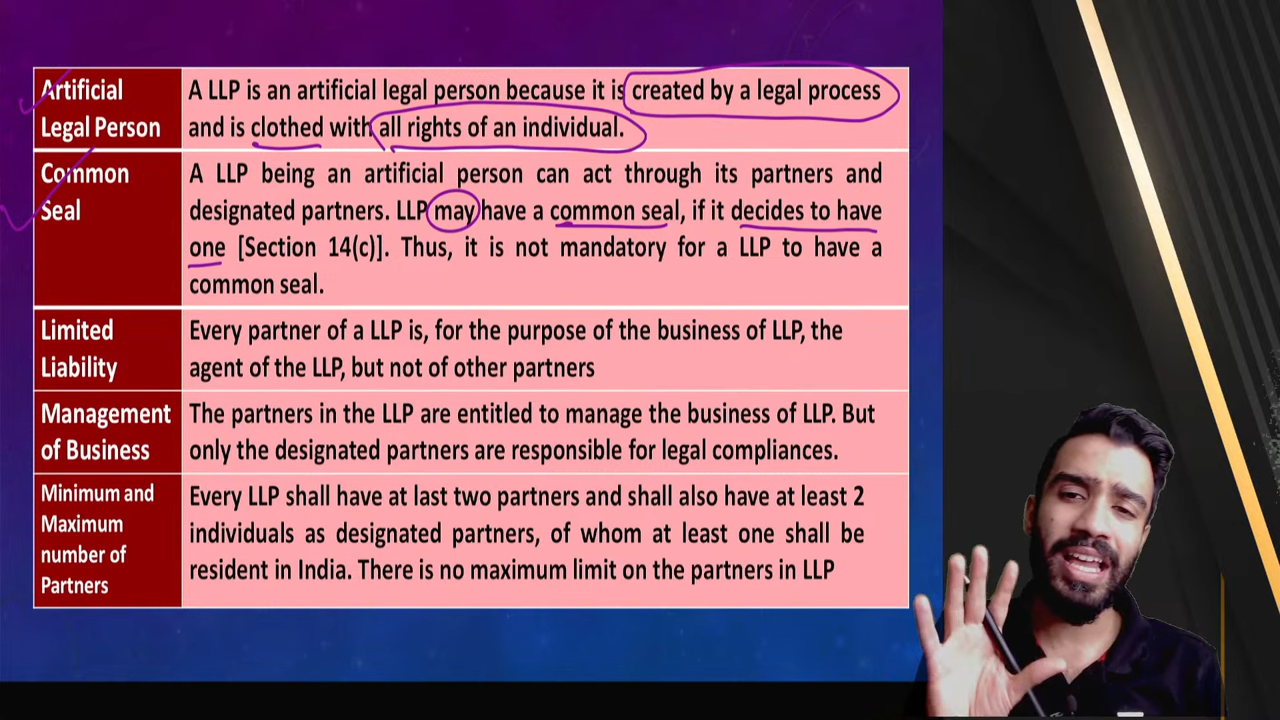 Artificial
Legal Person
A LLP is an artificial legal person because it is created by a legal process
and is clothed with all rights of an individual.
Common
Seal
A LLP being an artificial person can act through its partners and
designated partners. LLP may have a common seal, if it decides to have
one [Section 14(c)]. Thus, it is not mandatory for a LLP to have a
common seal.
Limited
Liability
Every partner of a LLP is, for the purpose of the business of LLP, the
agent of the LLP, but not of other partners
Management
of Business
The partners in the LLP are entitled to manage the business of LLP. But
only the designated partners are responsible for legal compliances.
Minimum and
Maximum
number of
Partners
Every LLP shall have at last two partners and shall also have at least 2
individuals as designated partners, of whom at least one shall be
resident in India. There is no maximum limit on the partners in LLP